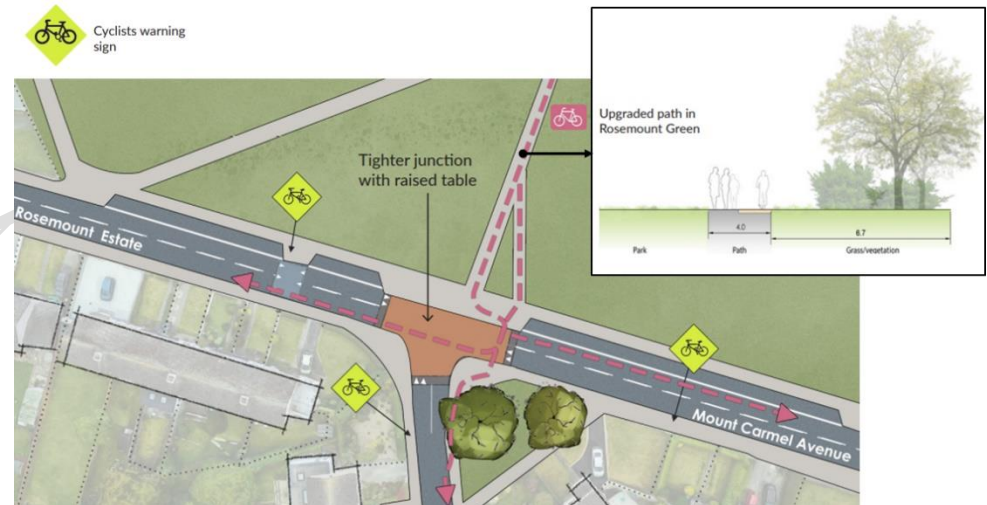 Cyclists warning
sign
Upgraded path in
Rosemount Green
4.0
8.7
Park
Path
Grass/vegetation
Tighter junction
with raised table
Rosemount Estate
Mount Carmel Avenue